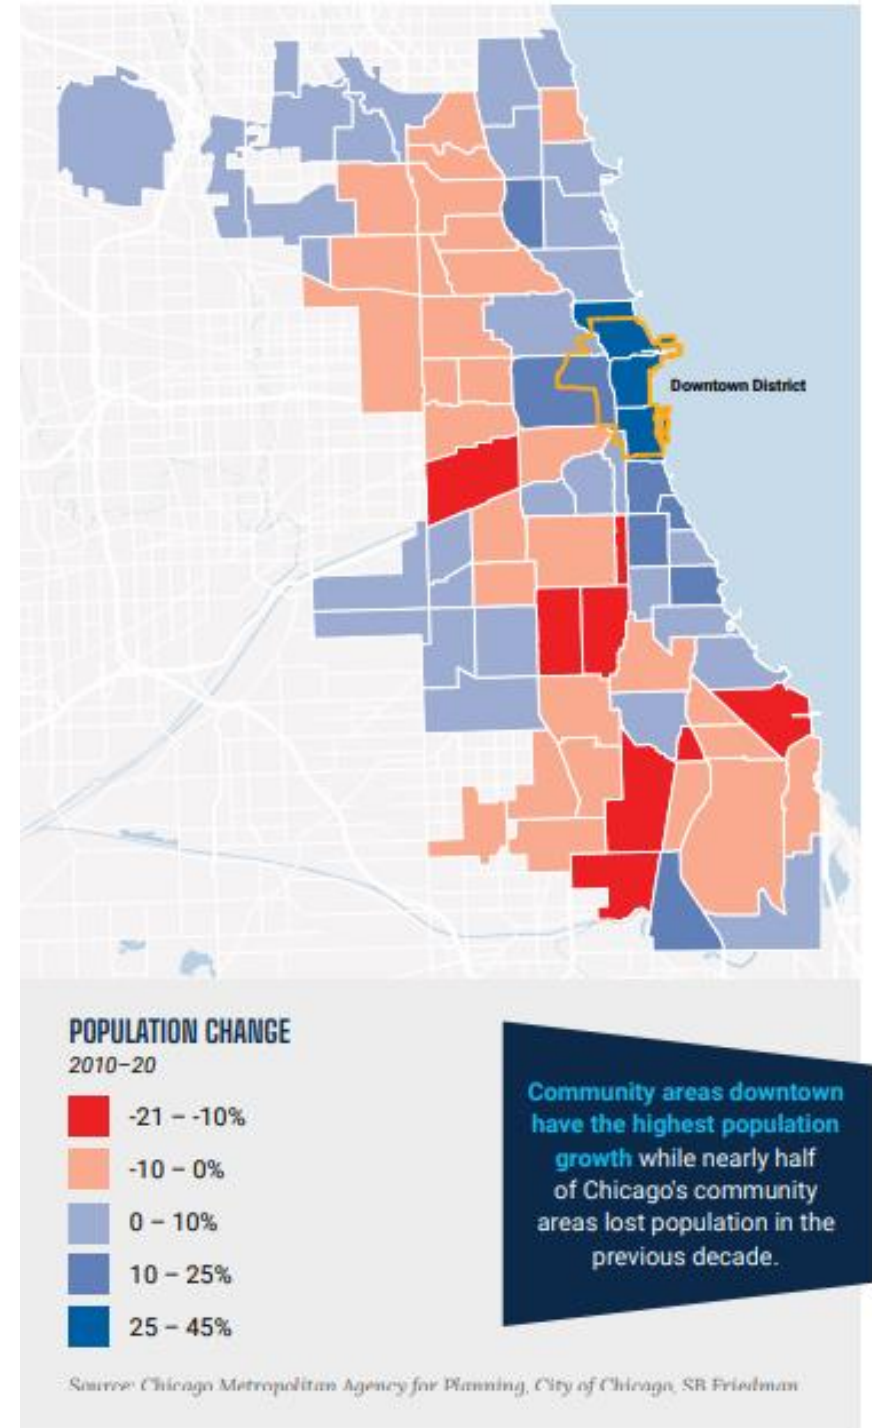 Downtown District
POPULATION CHANGE
2010–20
-21 – -10%
-10 – 0%
0 – 10%
10 – 25%
25 – 45%
Community areas downtown
have the highest population
growth while nearly half
of Chicago's community
areas lost population in the
previous decade.
Source: Chicago Metropolitan Agency for Planning, City of Chicago, SB Friedman